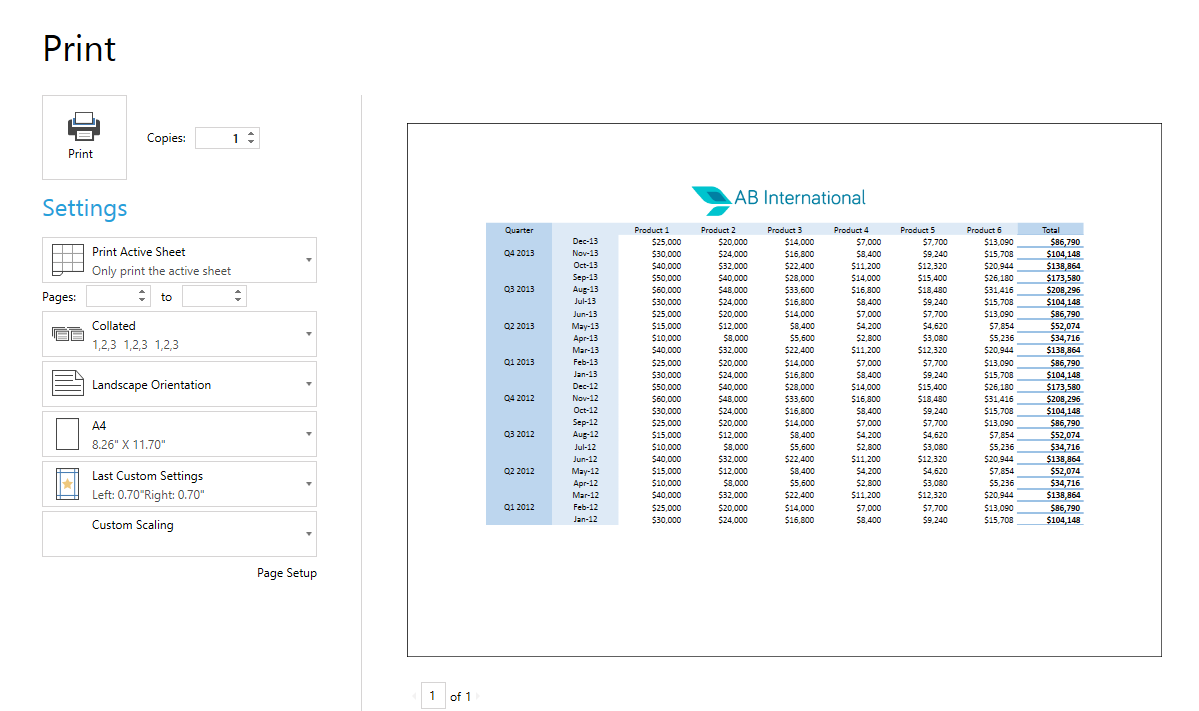 Print
Print
Copies: 1
Settings
Print Active Sheet
Only print the active sheet
Pages: to
Collated
1,2,3 1,2,3 1,2,3
Landscape Orientation
A4
8.26" X 11.70"
Last Custom Settings
Left: 0.70"Right: 0.70"
Custom Scaling
Page Setup
AB International
Quarter Product 1 Product 2 Product 3 Product 4 Product 5 Product 6 Total
Dec-13 $25,000 $20,000 $14,000 $7,000 $7,700 $13,090 $86,790
Q4 2013 Nov-13 $30,000 $24,000 $16,800 $8,400 $9,240 $15,708 $104,148
Oct-13 $40,000 $32,000 $22,400 $11,200 $12,320 $20,944 $138,864
Sep-13 $50,000 $40,000 $28,000 $14,000 $15,400 $26,180 $173,580
Q3 2013 Aug-13 $60,000 $48,000 $33,600 $16,800 $18,480 $31,416 $208,296
Jul-13 $30,000 $24,000 $16,800 $8,400 $9,240 $15,708 $104,148
Jun-13 $25,000 $20,000 $14,000 $7,000 $7,700 $13,090 $86,790
Q2 2013 May-13 $15,000 $12,000 $8,400 $4,200 $4,620 $7,854 $52,074
Apr-13 $10,000 $8,000 $5,600 $2,800 $3,080 $5,236 $34,716
Mar-13 $40,000 $32,000 $22,400 $11,200 $12,320 $20,944 $138,864
Q1 2013 Feb-13 $25,000 $20,000 $14,000 $7,000 $7,700 $13,090 $86,790
Jan-13 $30,000 $24,000 $16,800 $8,400 $9,240 $15,708 $104,148
Dec-12 $50,000 $40,000 $28,000 $14,000 $15,400 $26,180 $173,580
Q4 2012 Nov-12 $60,000 $48,000 $33,600 $16,800 $18,480 $31,416 $208,296
Oct-12 $30,000 $24,000 $16,800 $8,400 $9,240 $15,708 $104,148
Sep-12 $25,000 $20,000 $14,000 $7,000 $7,700 $13,090 $86,790
Q3 2012 Aug-12 $15,000 $12,000 $8,400 $4,200 $4,620 $7,854 $52,074
Jul-12 $10,000 $8,000 $5,600 $2,800 $3,080 $5,236 $34,716
Jun-12 $40,000 $32,000 $22,400 $11,200 $12,320 $20,944 $138,864
Q2 2012 May-12 $15,000 $12,000 $8,400 $4,200 $4,620 $7,854 $52,074
Apr-12 $10,000 $8,000 $5,600 $2,800 $3,080 $5,236 $34,716
Mar-12 $40,000 $32,000 $22,400 $11,200 $12,320 $20,944 $138,864
Q1 2012 Feb-12 $25,000 $20,000 $14,000 $7,000 $7,700 $13,090 $86,790
Jan-12 $30,000 $24,000 $16,800 $8,400 $9,240 $15,708 $104,148
1 of 1